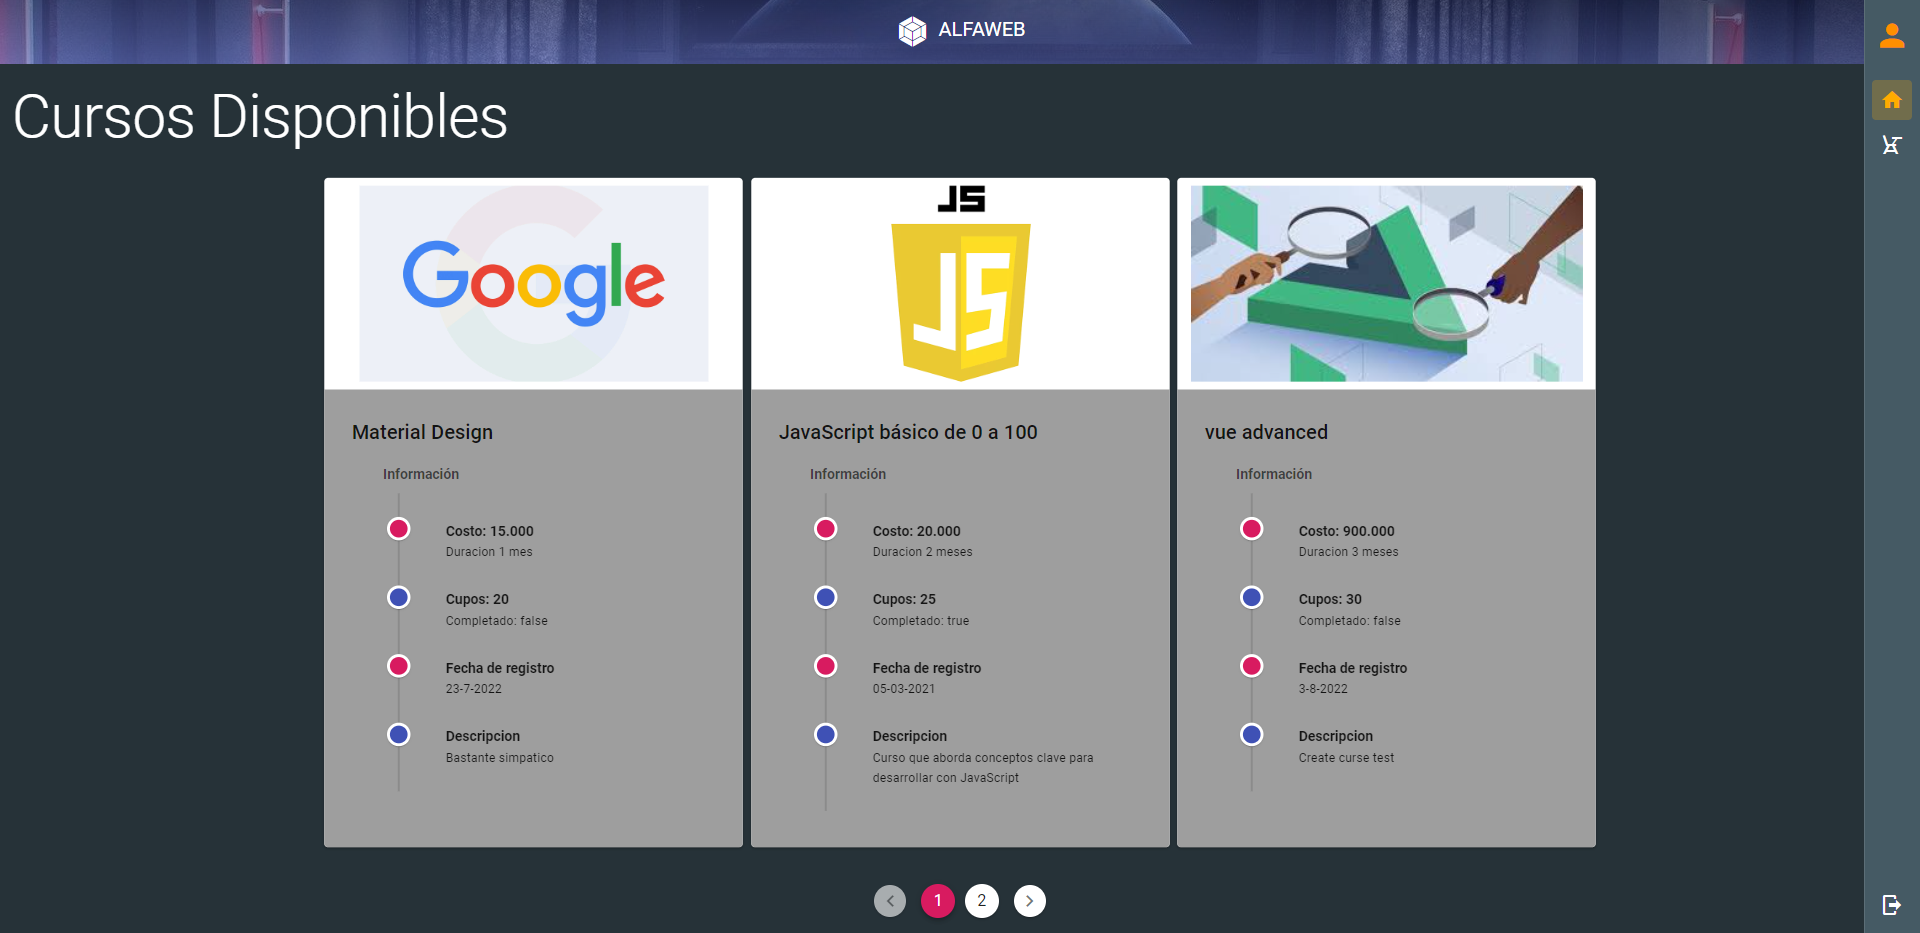 ALFAWEB
Cursos Disponibles
Google
Material Design
Información
Costo: 15.000
Duracion 1 mes
Cupos: 20
Completado: false
Fecha de registro
23-7-2022
Descripcion
Bastante simpatico
JS
JS
JavaScript básico de 0 a 100
Información
Costo: 20.000
Duracion 2 meses
Cupos: 25
Completado: true
Fecha de registro
05-03-2021
Descripcion
Curso que aborda conceptos clave para
desarrollar con JavaScript
vue advanced
Información
Costo: 900.000
Duracion 3 meses
Cupos: 30
Completado: false
Fecha de registro
3-8-2022
Descripcion
Create curse test
1 2